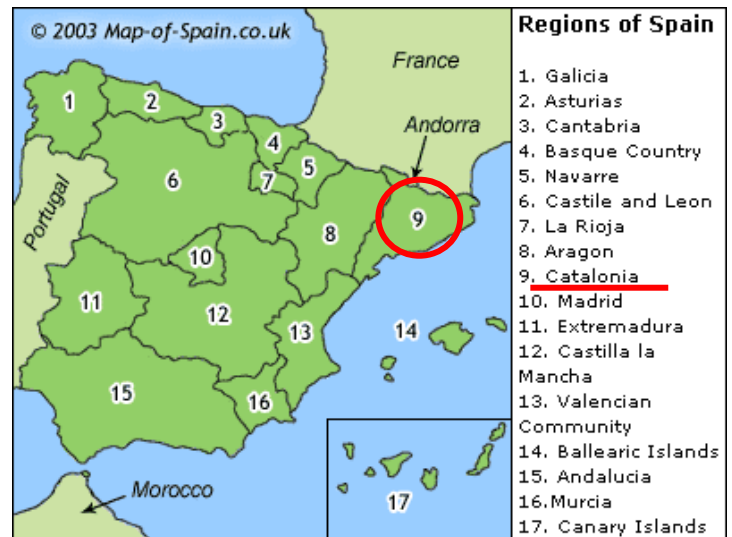 © 2003 Map-of-Spain.co.uk
France
Andorra
Portugal
Morocco
1
2
3
4
5
6
7
8
9
10
11
12
13
14
15
16
17
Regions of Spain
1. Galicia
2. Asturias
3. Cantabria
4. Basque Country
5. Navarre
6. Castile and Leon
7. La Rioja
8. Aragon
9. Catalonia
10. Madrid
11. Extremadura
12. Castilla la
Mancha
13. Valencian
Community
14. Ballearic Islands
15. Andalucia
16.Murcia
17. Canary Islands